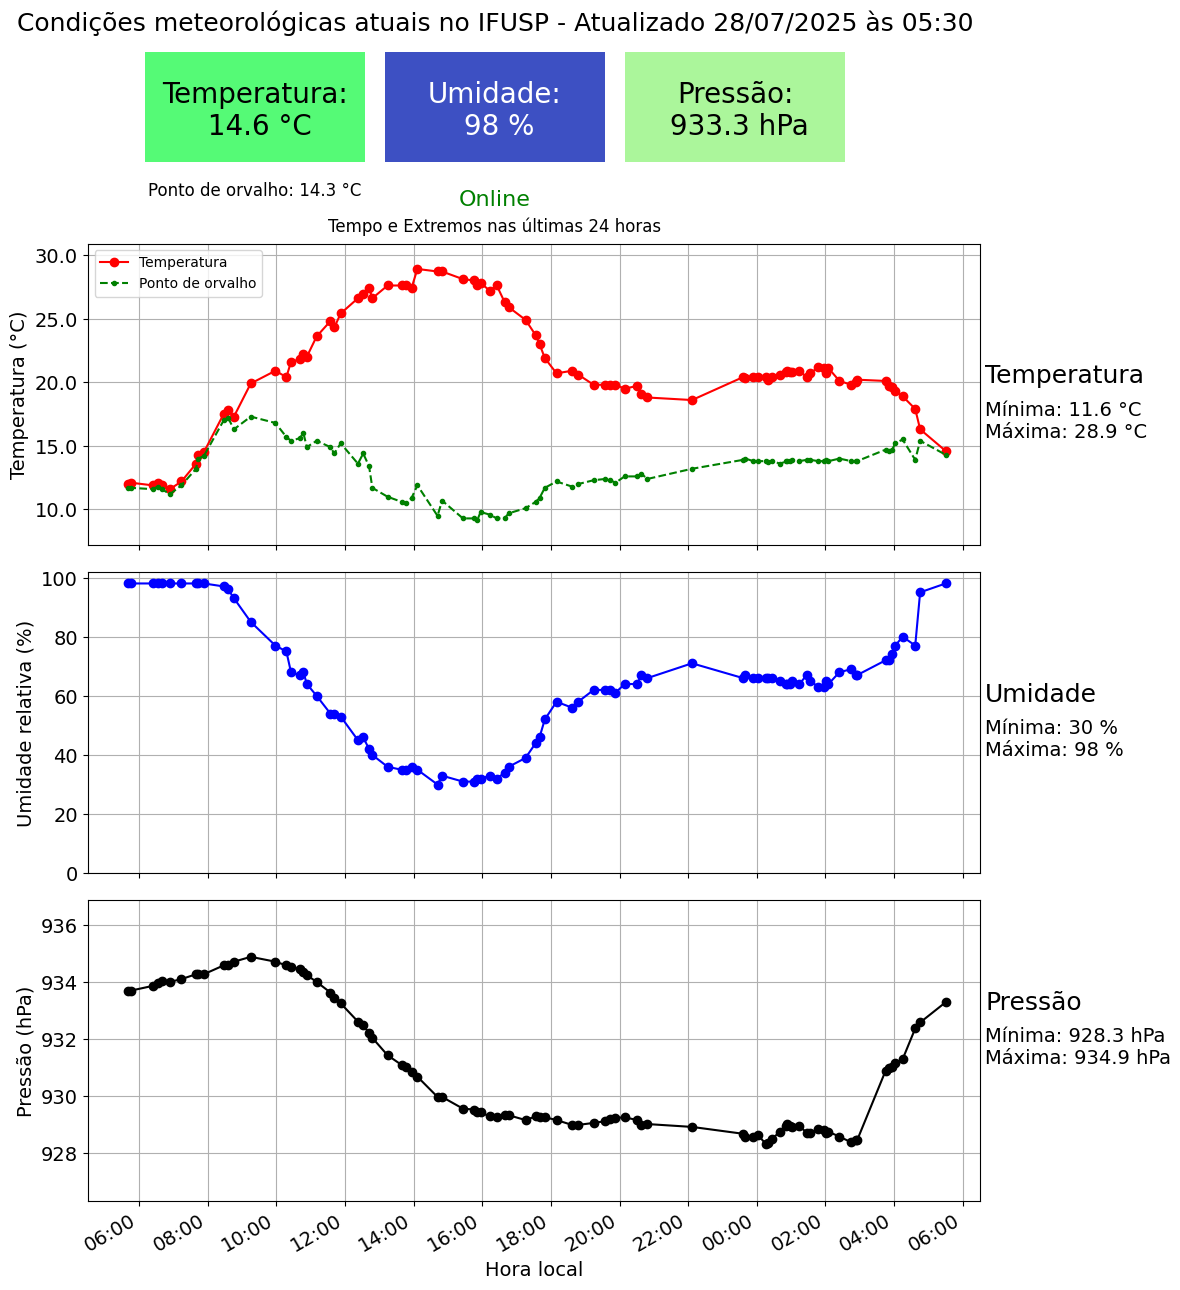 Condições meteorológicas atuais no IFUSP - Atualizado 28/07/2025 às 05:30
Temperatura:
14.6 °C
Umidade:
98 %
Pressão:
933.3 hPa
Ponto de orvalho: 14.3 °C
Online
Tempo e Extremos nas últimas 24 horas
Temperatura
Ponto de orvalho
Temperatura (°C)
30.0
25.0
20.0
15.0
10.0
Temperatura
Mínima: 11.6 °C
Máxima: 28.9 °C
Umidade relativa (%)
100
80
60
40
20
0
Umidade
Mínima: 30 %
Máxima: 98 %
Pressão (hPa)
936
934
932
930
928
Pressão
Mínima: 928.3 hPa
Máxima: 934.9 hPa
06:00 08:00 10:00 12:00 14:00 16:00 18:00 20:00 22:00 00:00 02:00 04:00 06:00
Hora local